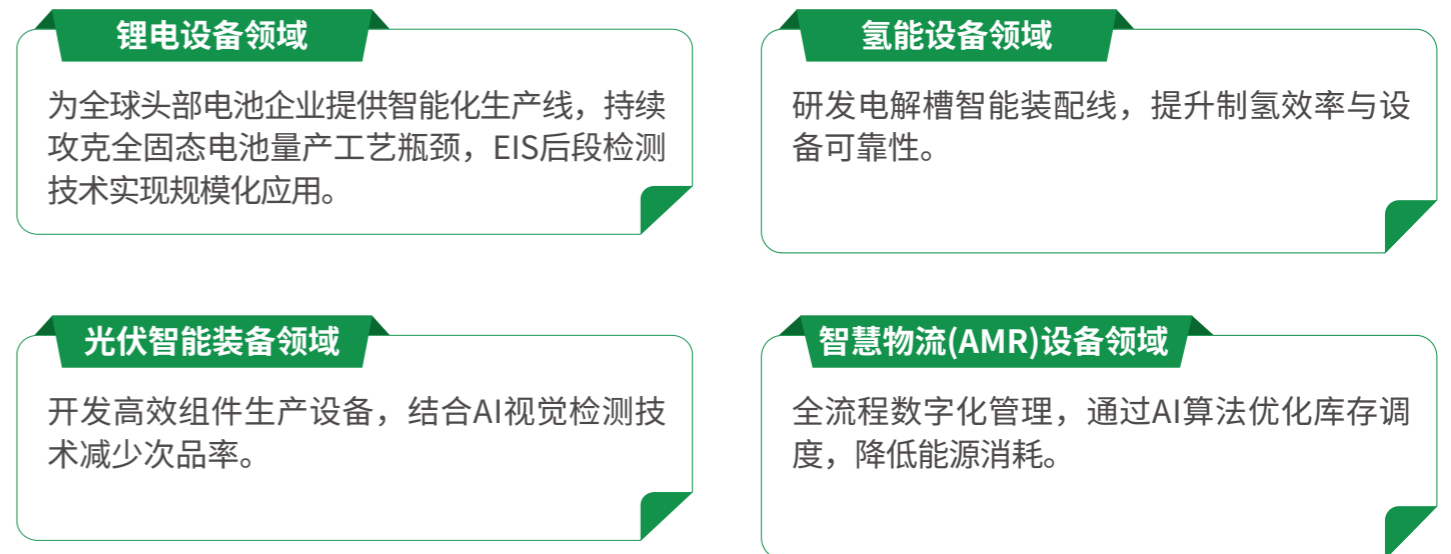 锂电设备领域
为全球头部电池企业提供智能化生产线，持续
攻克全固态电池量产工艺瓶颈，EIS后段检测
技术实现规模化应用。
氢能设备领域
研发电解槽智能装配线，提升制氢效率与设
备可靠性。
光伏智能装备领域
开发高效组件生产设备，结合AI视觉检测技
术减少次品率。
智慧物流(AMR)设备领域
全流程数字化管理，通过AI算法优化库存调
度，降低能源消耗。